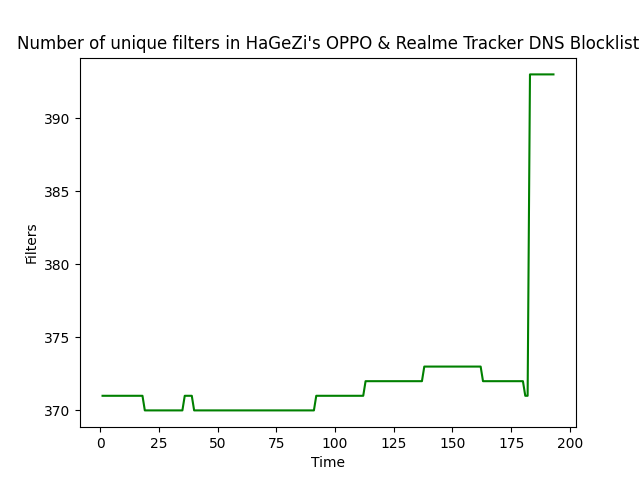 Number of unique filters in HaGeZi's OPPO & Realme Tracker DNS Blocklist
390
385
380
375
370
Filters
0 25 50 75 100 125 150 175 200
Time